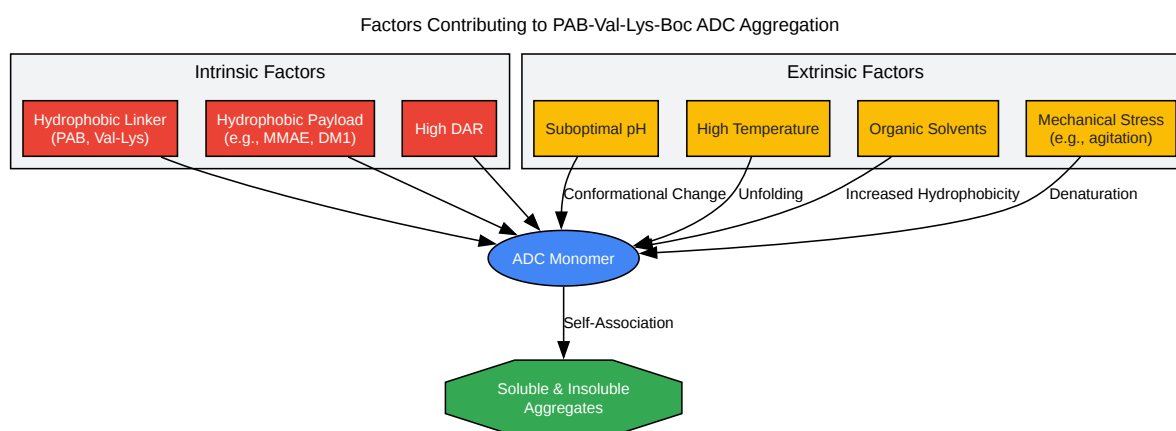 Factors Contributing to PAB-Val-Lys-Boc ADC Aggregation
Intrinsic Factors
Extrinsic Factors
Hydrophobic Linker
(PAB, Val-Lys)
Hydrophobic Payload
(e.g., MMAE, DM1)
High DAR
Suboptimal pH
High Temperature
Organic Solvents
Mechanical Stress
(e.g., agitation)
Conformational Change
Unfolding
Increased Hydrophobicity
Denaturation
ADC Monomer
Self-Association
Soluble & Insoluble
Aggregates